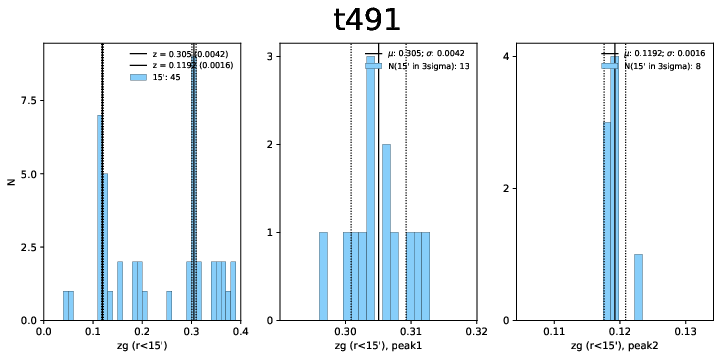 t491
z = 0.305 (0.0042)
z = 0.1192 (0.0016)
15': 45
N
7.5
5.0
2.5
0.0
0.0 0.1 0.2 0.3 0.4
zg (r<15')
μ: 0.305; σ: 0.0042
N(15' in 3sigma): 13
3
2
1
0
0.30 0.31 0.32
zg (r<15'), peak1
μ: 0.1192; σ: 0.0016
N(15' in 3sigma): 8
4
2
0
0.11 0.12 0.13
zg (r<15'), peak2